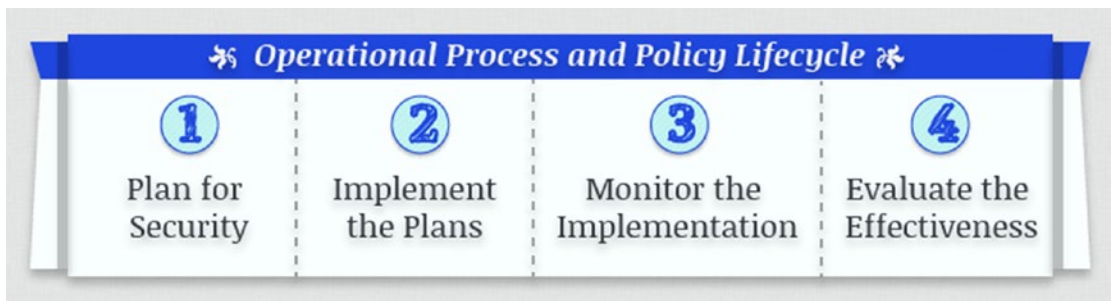 Operational Process and Policy Lifecycle
1
Plan for
Security
2
Implement
the Plans
3
Monitor the
Implementation
4
Evaluate the
Effectiveness